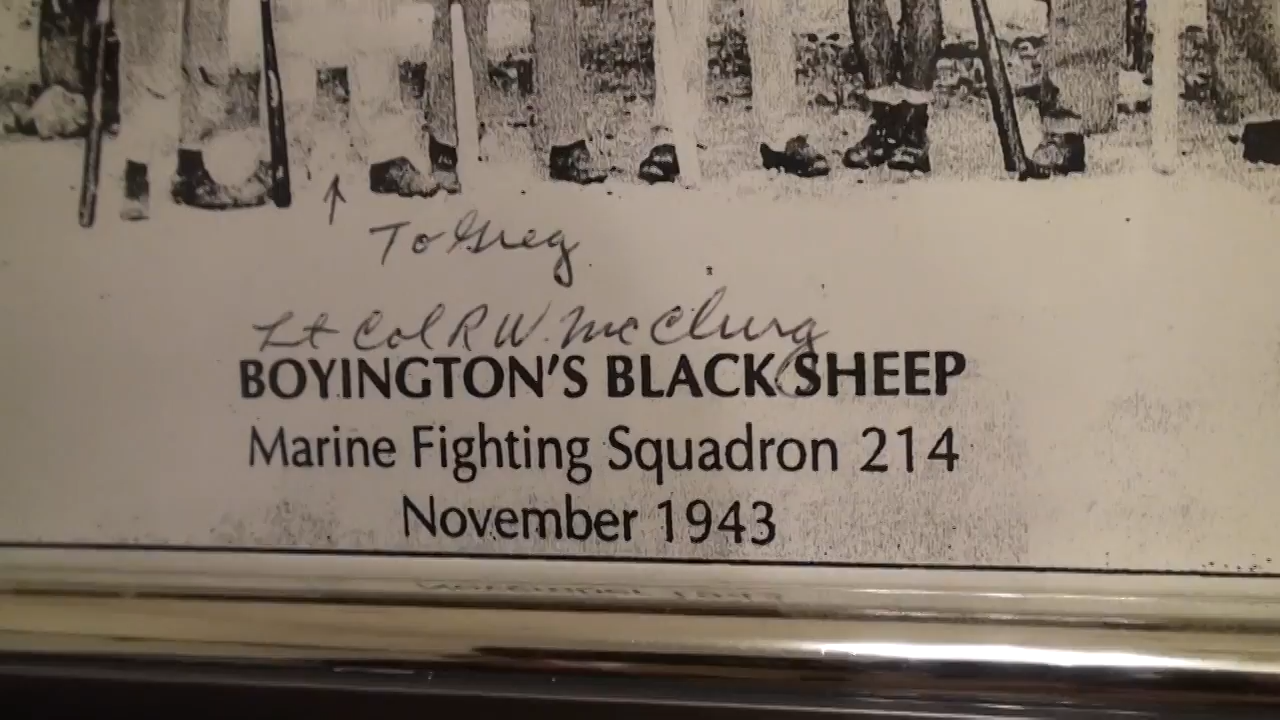 To Greg
Lt Col R W. McClurg
BOYINGTON'S BLACK SHEEP
Marine Fighting Squadron 214
November 1943